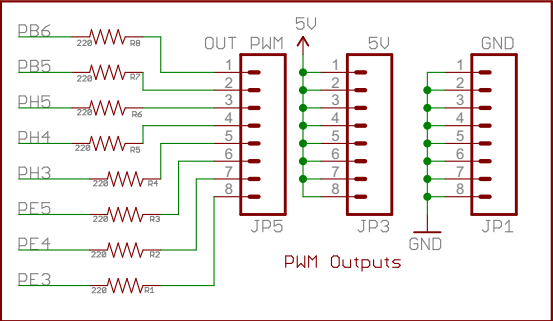 PB6 220 R8
PB5 220 R7
PH5 220 R6
PH4 220 R5
PH3 220 R4
PE5 220 R3
PE4 220 R2
PE3 220 R1
OUT PWM
1
2
3
4
5
6
7
8
JP5
5V
5V
1
2
3
4
5
6
7
8
JP3
GND
1
2
3
4
5
6
7
8
JP1
GND
PWM Outputs